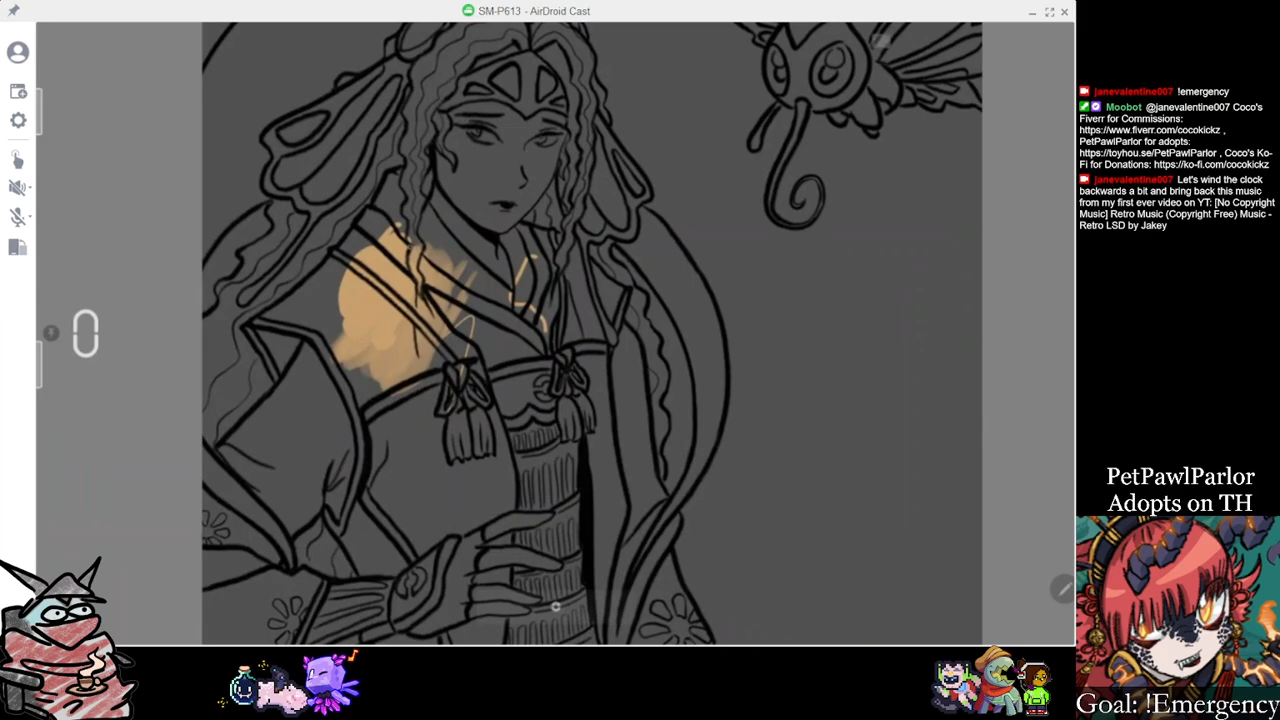 SM-P613 - AirDroid Cast
janevalentine007 !emergency
Moobot @janevalentine007 Coco's
Fiverr for Commissions:
https://www.fiverr.com/cocokickz ,
PetPawlParlor for adopts:
https://toyhou.se/PetPawlParlor , Coco's Ko-
Fi for Donations: https://ko-fi.com/cocokickz
janevalentine007 Let's wind the clock
backwards a bit and bring back this music
from my first ever video on YT: [No Copyright
Music] Retro Music (Copyright Free) Music -
Retro LSD by Jakey
PetPawlParlor
Adopts on TH
Goal: !Emergency